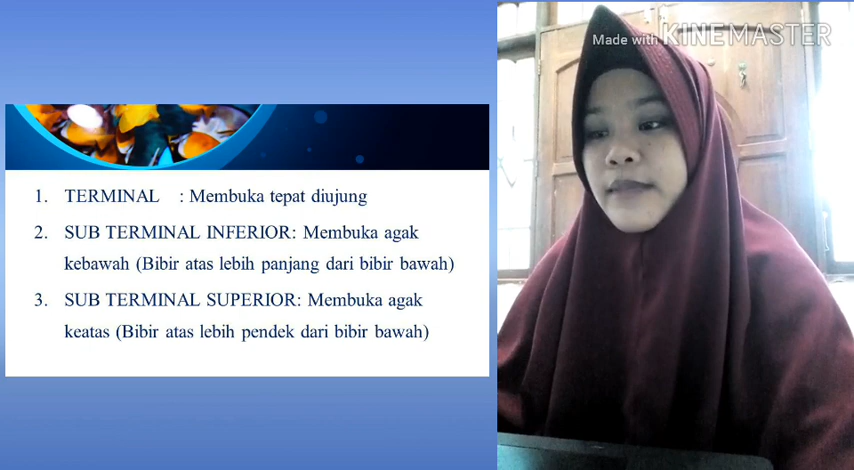 1. TERMINAL : Membuka tepat diujung
2. SUB TERMINAL INFERIOR: Membuka agak
kebawah (Bibir atas lebih panjang dari bibir bawah)
3. SUB TERMINAL SUPERIOR: Membuka agak
keatas (Bibir atas lebih pendek dari bibir bawah)
Made with KINEMASTER